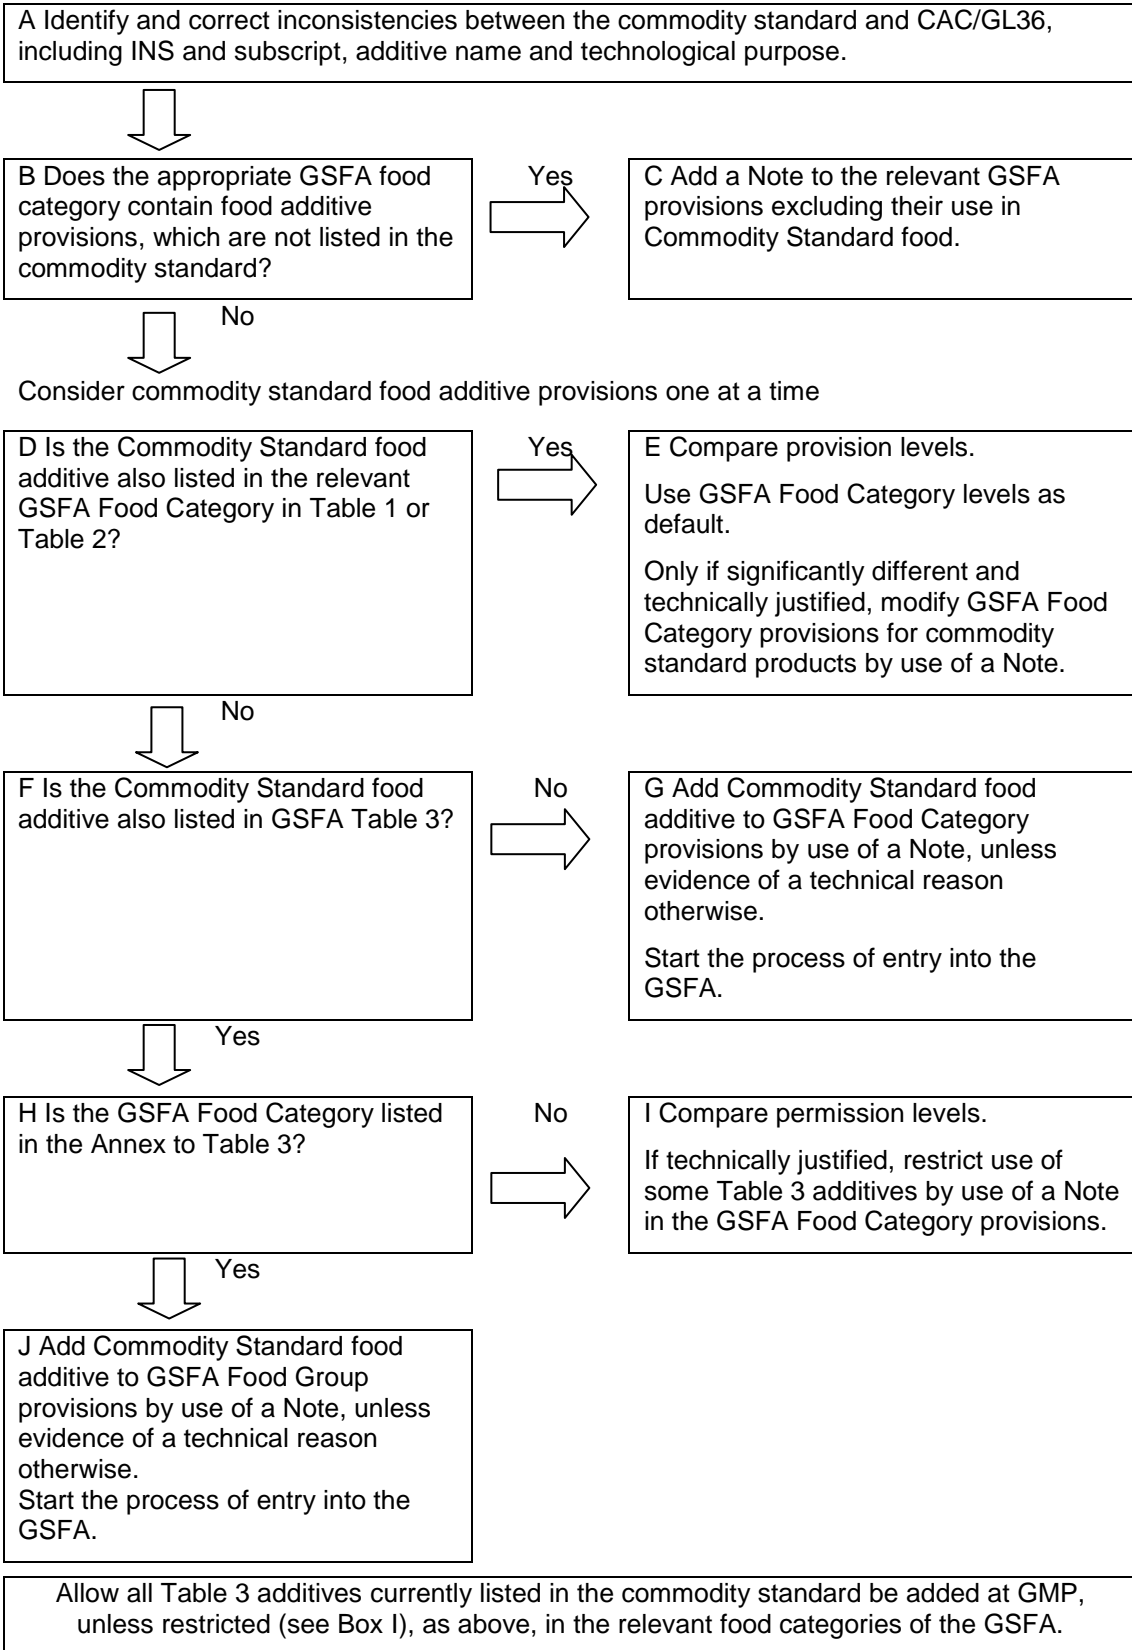 A Identify and correct inconsistencies between the commodity standard and CAC/GL36,
including INS and subscript, additive name and technological purpose.
B Does the appropriate GSFA food
category contain food additive
provisions, which are not listed in the
commodity standard?
Yes
C Add a Note to the relevant GSFA
provisions excluding their use in
Commodity Standard food.
No
Consider commodity standard food additive provisions one at a time
D Is the Commodity Standard food
additive also listed in the relevant
GSFA Food Category in Table 1 or
Table 2?
Yes
E Compare provision levels.
Use GSFA Food Category levels as
default.
Only if significantly different and
technically justified, modify GSFA Food
Category provisions for commodity
standard products by use of a Note.
No
F Is the Commodity Standard food
additive also listed in GSFA Table 3?
No
G Add Commodity Standard food
additive to GSFA Food Category
provisions by use of a Note, unless
evidence of a technical reason
otherwise.
Start the process of entry into the
GSFA.
Yes
H Is the GSFA Food Category listed
in the Annex to Table 3?
No
I Compare permission levels.
If technically justified, restrict use of
some Table 3 additives by use of a Note
in the GSFA Food Category provisions.
Yes
J Add Commodity Standard food
additive to GSFA Food Group
provisions by use of a Note, unless
evidence of a technical reason
otherwise.
Start the process of entry into the
GSFA.
Allow all Table 3 additives currently listed in the commodity standard be added at GMP,
unless restricted (see Box I), as above, in the relevant food categories of the GSFA.